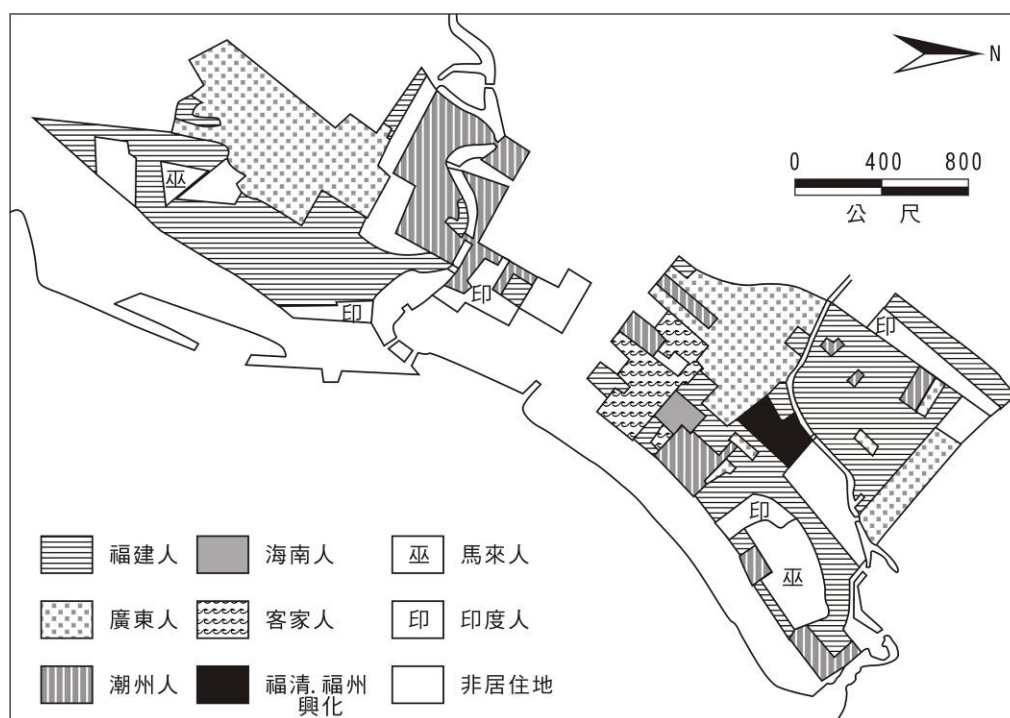 N
0 400 800
公 尺
巫
印
印
印
印
巫
福建人
海南人
巫 馬來人
廣東人
客家人
印 印度人
潮州人
福清.福州
興化
非居住地